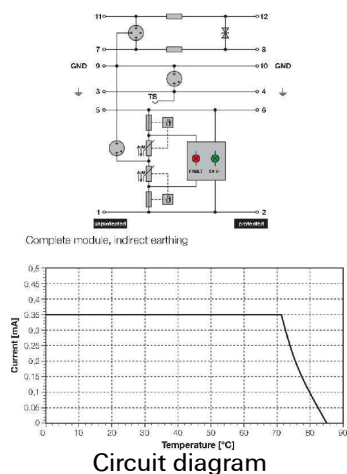 11 12
7 8
GND 9 10 GND
3 4
TS
5 6
FAULT
1 2
unprotected protected
Complete module, indirect earthing
0,5
0,45
0,4
0,35
0,3
0,25
0,2
0,15
0,1
0,05
0
0 10 20 30 40 50 60 70 80 90
Current [mA]
Temperature [°C]
Circuit diagram